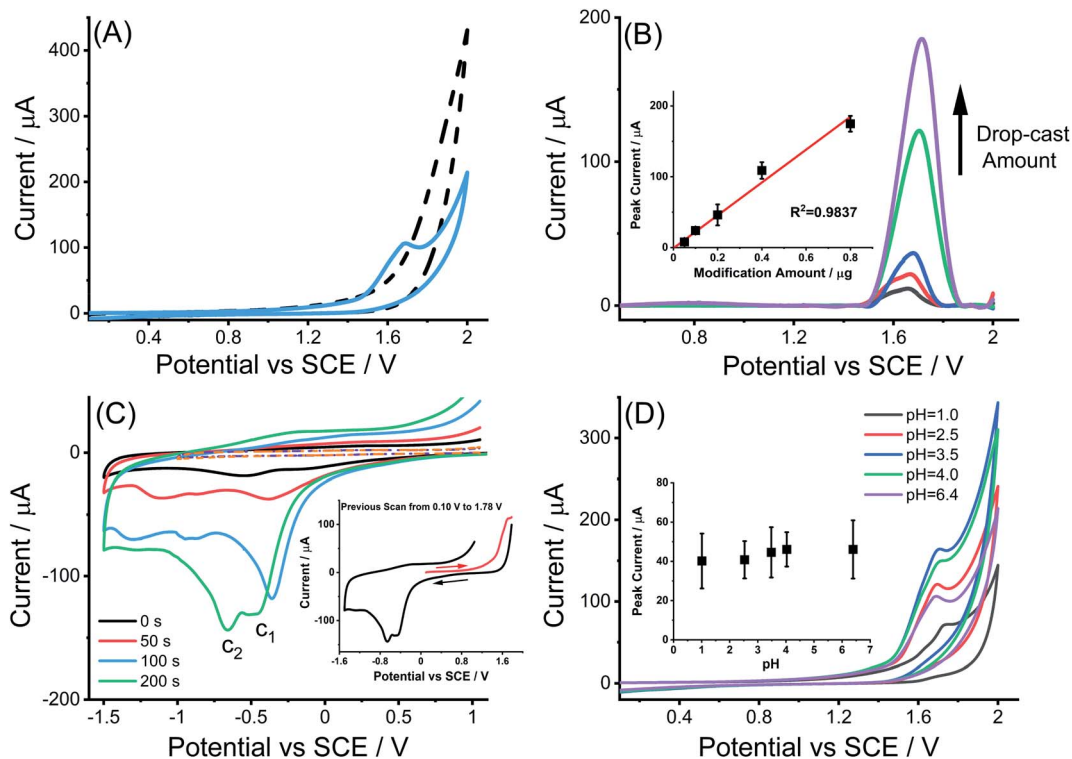 (A)
Current / μA
400
300
200
100
0
0.4
0.8
1.2
1.6
2
Potential vs SCE / V
(B)
Current / μA
200
100
0
0.8
1.2
1.6
2
Potential vs SCE / V
Drop-cast
Amount
Peak Current / μA
200
100
0
0
0.2
0.4
0.6
0.8
R²=0.9837
Modification Amount / μg
(C)
Current / μA
0
-100
-200
-1.5
-1
-0.5
0
0.5
1
Potential vs SCE / V
0 s
50 s
100 s
200 s
c₂
c₁
Previous Scan from 0.10 V to 1.78 V
Current / μA
100
0
-100
-1.6
-0.8
0
0.8
1.6
Potential vs SCE / V
(D)
Current / μA
300
200
100
0
0.4
0.8
1.2
1.6
2
Potential vs SCE / V
pH=1.0
pH=2.5
pH=3.5
pH=4.0
pH=6.4
Peak Current / μA
80
60
40
20
0
0
1
2
3
4
5
6
7
pH